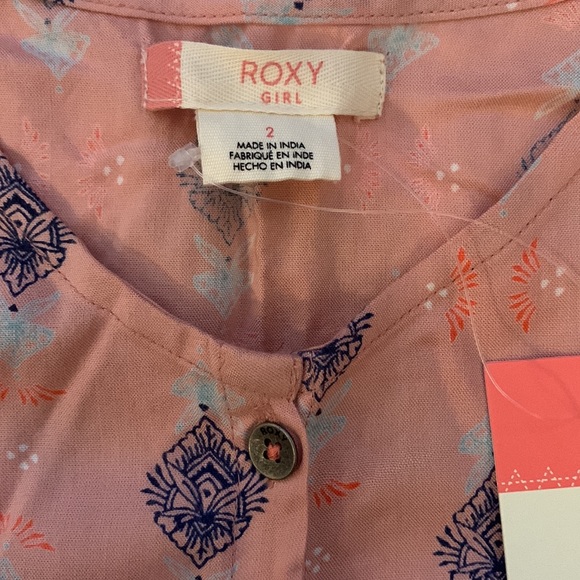 ROXY
GIRL
2
MADE IN INDIA
FABRIQUÉ EN INDE
HECHO EN INDIA
ROXY